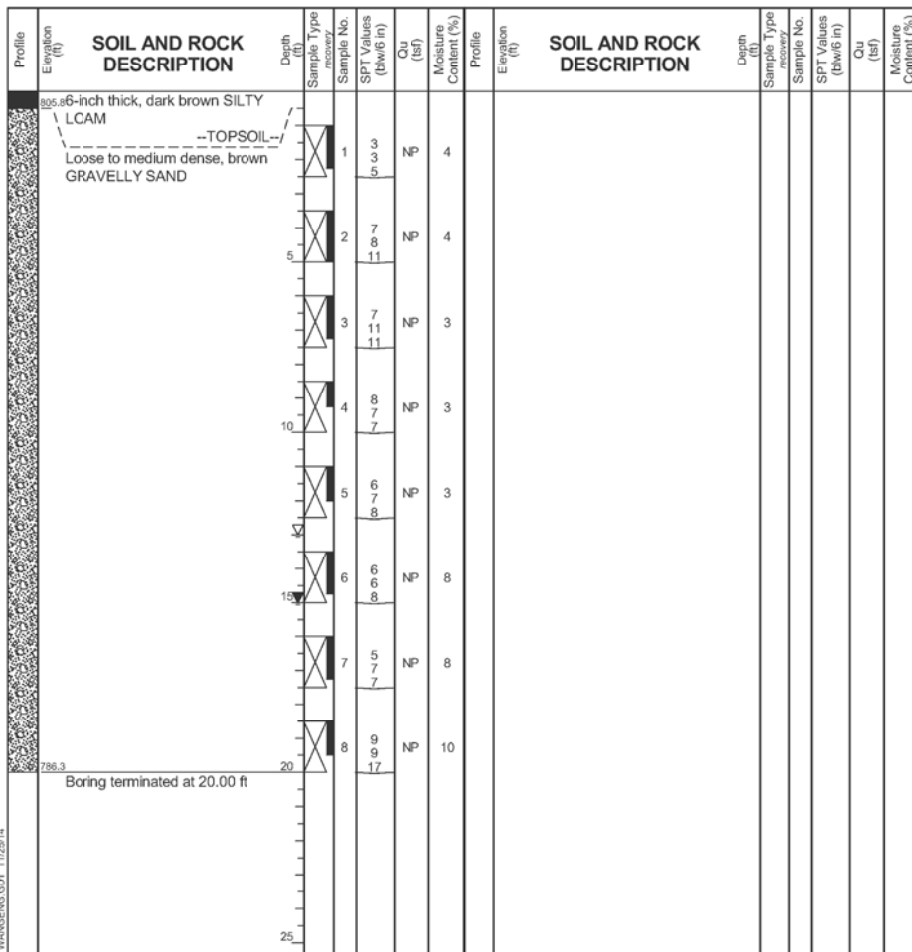 Profile
Elevation
(ft)
SOIL AND ROCK
DESCRIPTION
Depth
(ft)
Sample Type
recovery
Sample No.
SPT Values
(blw/6 in)
Qu
(tsf)
Moisture
Content (%)
Profile
Elevation
(ft)
SOIL AND ROCK
DESCRIPTION
Depth
(ft)
Sample Type
recovery
Sample No.
SPT Values
(blw/6 in)
Qu
(tsf)
Moisture
Content (%)
805.8 6-inch thick, dark brown SILTY
LOAM
--TOPSOIL--
Loose to medium dense, brown
GRAVELLY SAND
1
3
3
5
NP
4
5
2
7
8
11
NP
4
3
7
11
11
NP
3
10
4
8
7
7
NP
3
5
6
7
8
NP
3
15
6
6
6
8
NP
8
7
5
7
7
NP
8
786.3
20
8
9
9
17
NP
10
Boring terminated at 20.00 ft
25
WANGENG.GDT 11/25/14